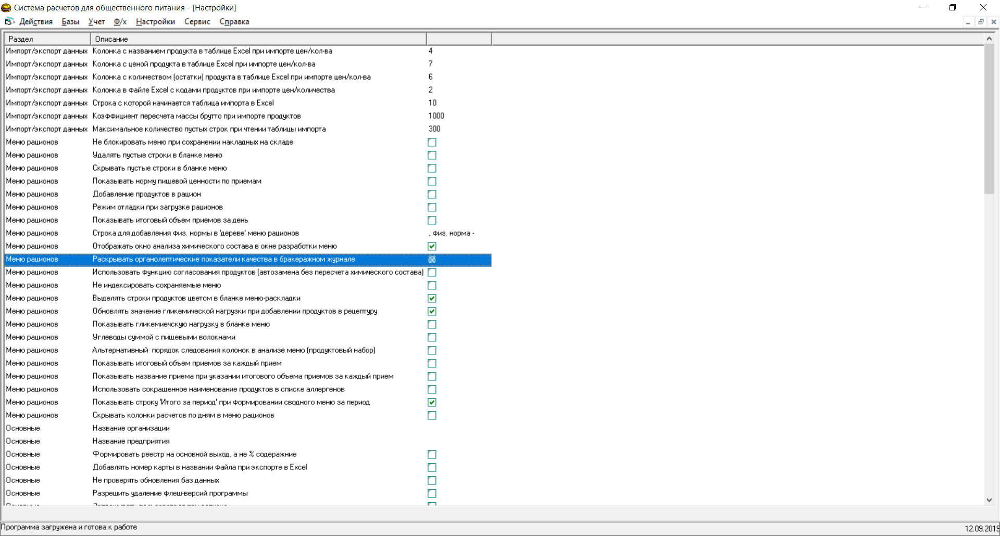 Система расчетов для общественного питания - [Настройки]
Действия Базы Учет Ф/х Настройки Сервис Справка
Раздел Описание
Импорт/экспорт данных Колонка с названием продукта в таблице Excel при импорте цен/кол-ва 4
Импорт/экспорт данных Колонка с ценой продукта в таблице Excel при импорте цен/кол-ва 7
Импорт/экспорт данных Колонка с количеством (остатки) продукта в таблице Excel при импорте цен/кол-ва 6
Импорт/экспорт данных Колонка в файле Excel с кодами продуктов при импорте цен/количества 2
Импорт/экспорт данных Строка с которой начинается таблица импорта в Excel 10
Импорт/экспорт данных Коэффициент пересчета массы брутто при импорте продуктов 1000
Импорт/экспорт данных Максимальное количество пустых строк при чтении таблицы импорта 300
Меню рационов Не блокировать меню при сохранении накладных на складе
Меню рационов Удалять пустые строки в бланке меню
Меню рационов Скрывать пустые строки в бланке меню
Меню рационов Показывать норму пищевой ценности по приемам
Меню рационов Добавление продуктов в рацион
Меню рационов Режим отладки при загрузке рационов
Меню рационов Показывать итоговый объем приемов за день
Меню рационов Строка для добавления физ. нормы в 'дереве' меню рационов , физ. норма -
Меню рационов Отображать окно анализа химического состава в окне разработки меню
Меню рационов Раскрывать органолептические показатели качества в бракеражном журнале
Меню рационов Использовать функцию согласования продуктов (автозамена без пересчета химического состава)
Меню рационов Не индексировать сохраняемые меню
Меню рационов Выделять строки продуктов цветом в бланке меню-раскладки
Меню рационов Обновлять значение гликемической нагрузки при добавлении продуктов в рецептуру
Меню рационов Показывать гликемиечскую нагрузку в бланке меню
Меню рационов Углеводы суммой с пищевыми волокнами
Меню рационов Альтернативный порядок следования колонок в анализе меню (продуктовый набор)
Меню рационов Показывать итоговый объем приемов за каждый прием
Меню рационов Показывать название приема при указании итогового объема приемов за каждый прием
Меню рационов Использовать сокращенное наименование продуктов в списке аллергенов
Меню рационов Показывать строку 'Итого за период' при формировании сводного меню за период
Меню рационов Скрывать колонки расчетов по дням в меню рационов
Основные Название организации
Основные Название предприятия
Основные Формировать реестр на основной выход, а не % содеражние
Основные Добавлять номер карты в названии файла при экспорте в Excel
Основные Не проверять обновления баз данных
Основные Разрешить удаление флеш-версий программы
Программа загружена и готова к работе
12.09.2019